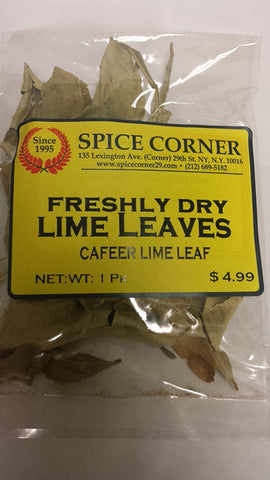 Since
1995
SPICE CORNER
135 Lexington Ave. (Corner) 29th St. NY, N.Y. 10016
www.spicecorner29.com • (212) 689-5182
FRESHLY DRY
LIME LEAVES
CAFEER LIME LEAF
NET:WT: 1 
$ 4.99